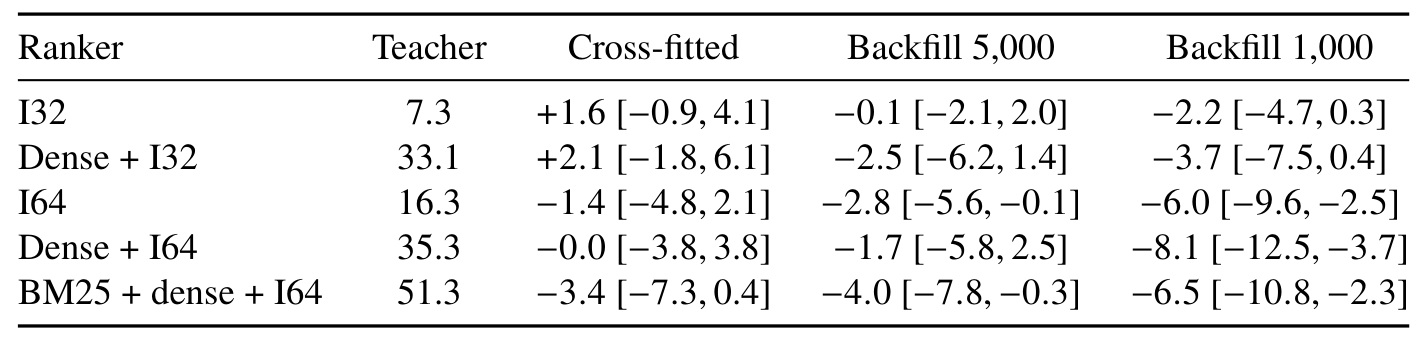 Ranker Teacher Cross-fitted Backfill 5,000 Backfill 1,000
I32 7.3 +1.6 [−0.9, 4.1] −0.1 [−2.1, 2.0] −2.2 [−4.7, 0.3]
Dense + I32 33.1 +2.1 [−1.8, 6.1] −2.5 [−6.2, 1.4] −3.7 [−7.5, 0.4]
I64 16.3 −1.4 [−4.8, 2.1] −2.8 [−5.6, −0.1] −6.0 [−9.6, −2.5]
Dense + I64 35.3 −0.0 [−3.8, 3.8] −1.7 [−5.8, 2.5] −8.1 [−12.5, −3.7]
BM25 + dense + I64 51.3 −3.4 [−7.3, 0.4] −4.0 [−7.8, −0.3] −6.5 [−10.8, −2.3]